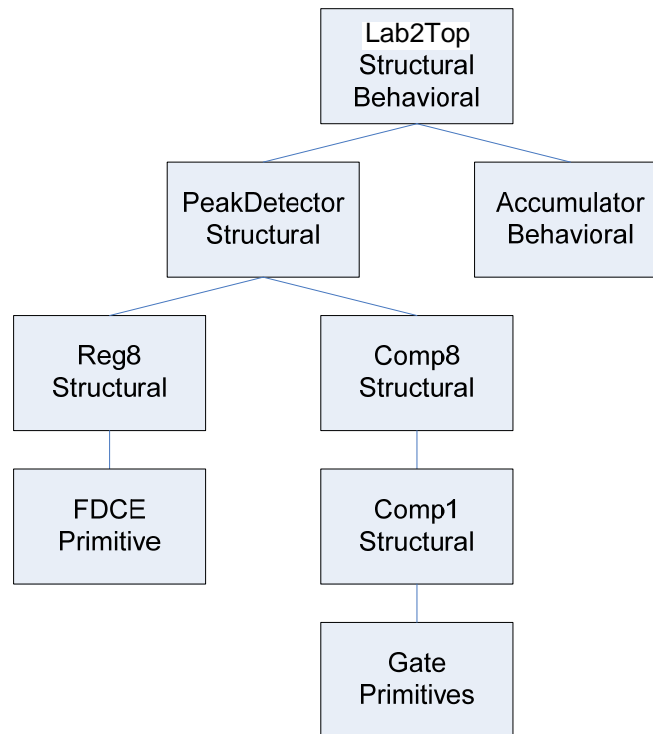 Lab2Top
Structural
Behavioral
PeakDetector
Structural
Accumulator
Behavioral
Reg8
Structural
Comp8
Structural
FDCE
Primitive
Comp1
Structural
Gate
Primitives